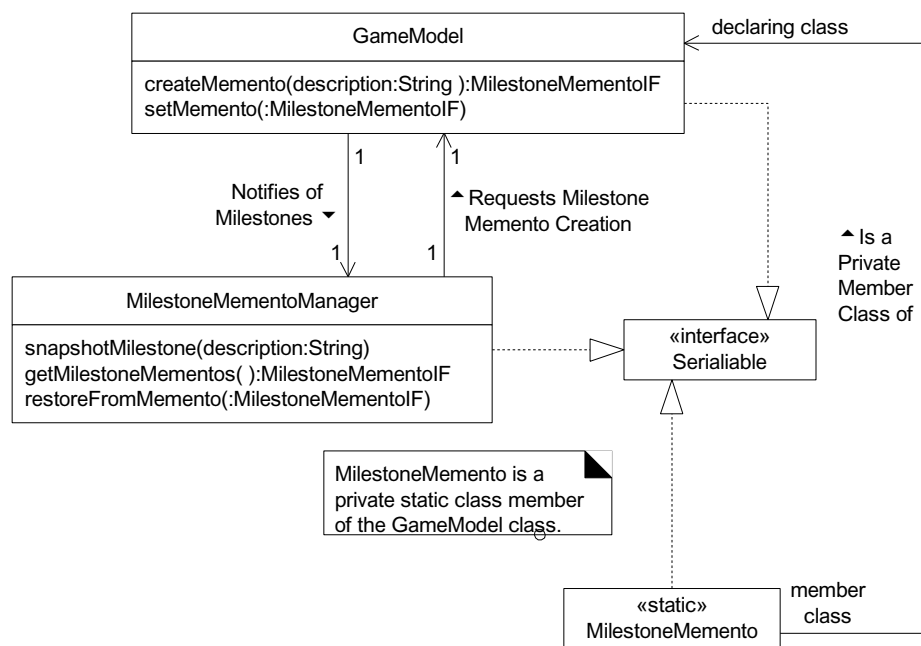 declaring class
GameModel
createMemento(description:String ):MilestoneMementoIF
setMemento(:MilestoneMementoIF)
1
1
Notifies of
Milestones
Requests Milestone
Memento Creation
1
1
Is a
Private
Member
Class of
MilestoneMementoManager
snapshotMilestone(description:String)
getMilestoneMementos( ):MilestoneMementoIF
restoreFromMemento(:MilestoneMementoIF)
«interface»
Serialiable
MilestoneMemento is a
private static class member
of the GameModel class.
«static»
MilestoneMemento
member
class